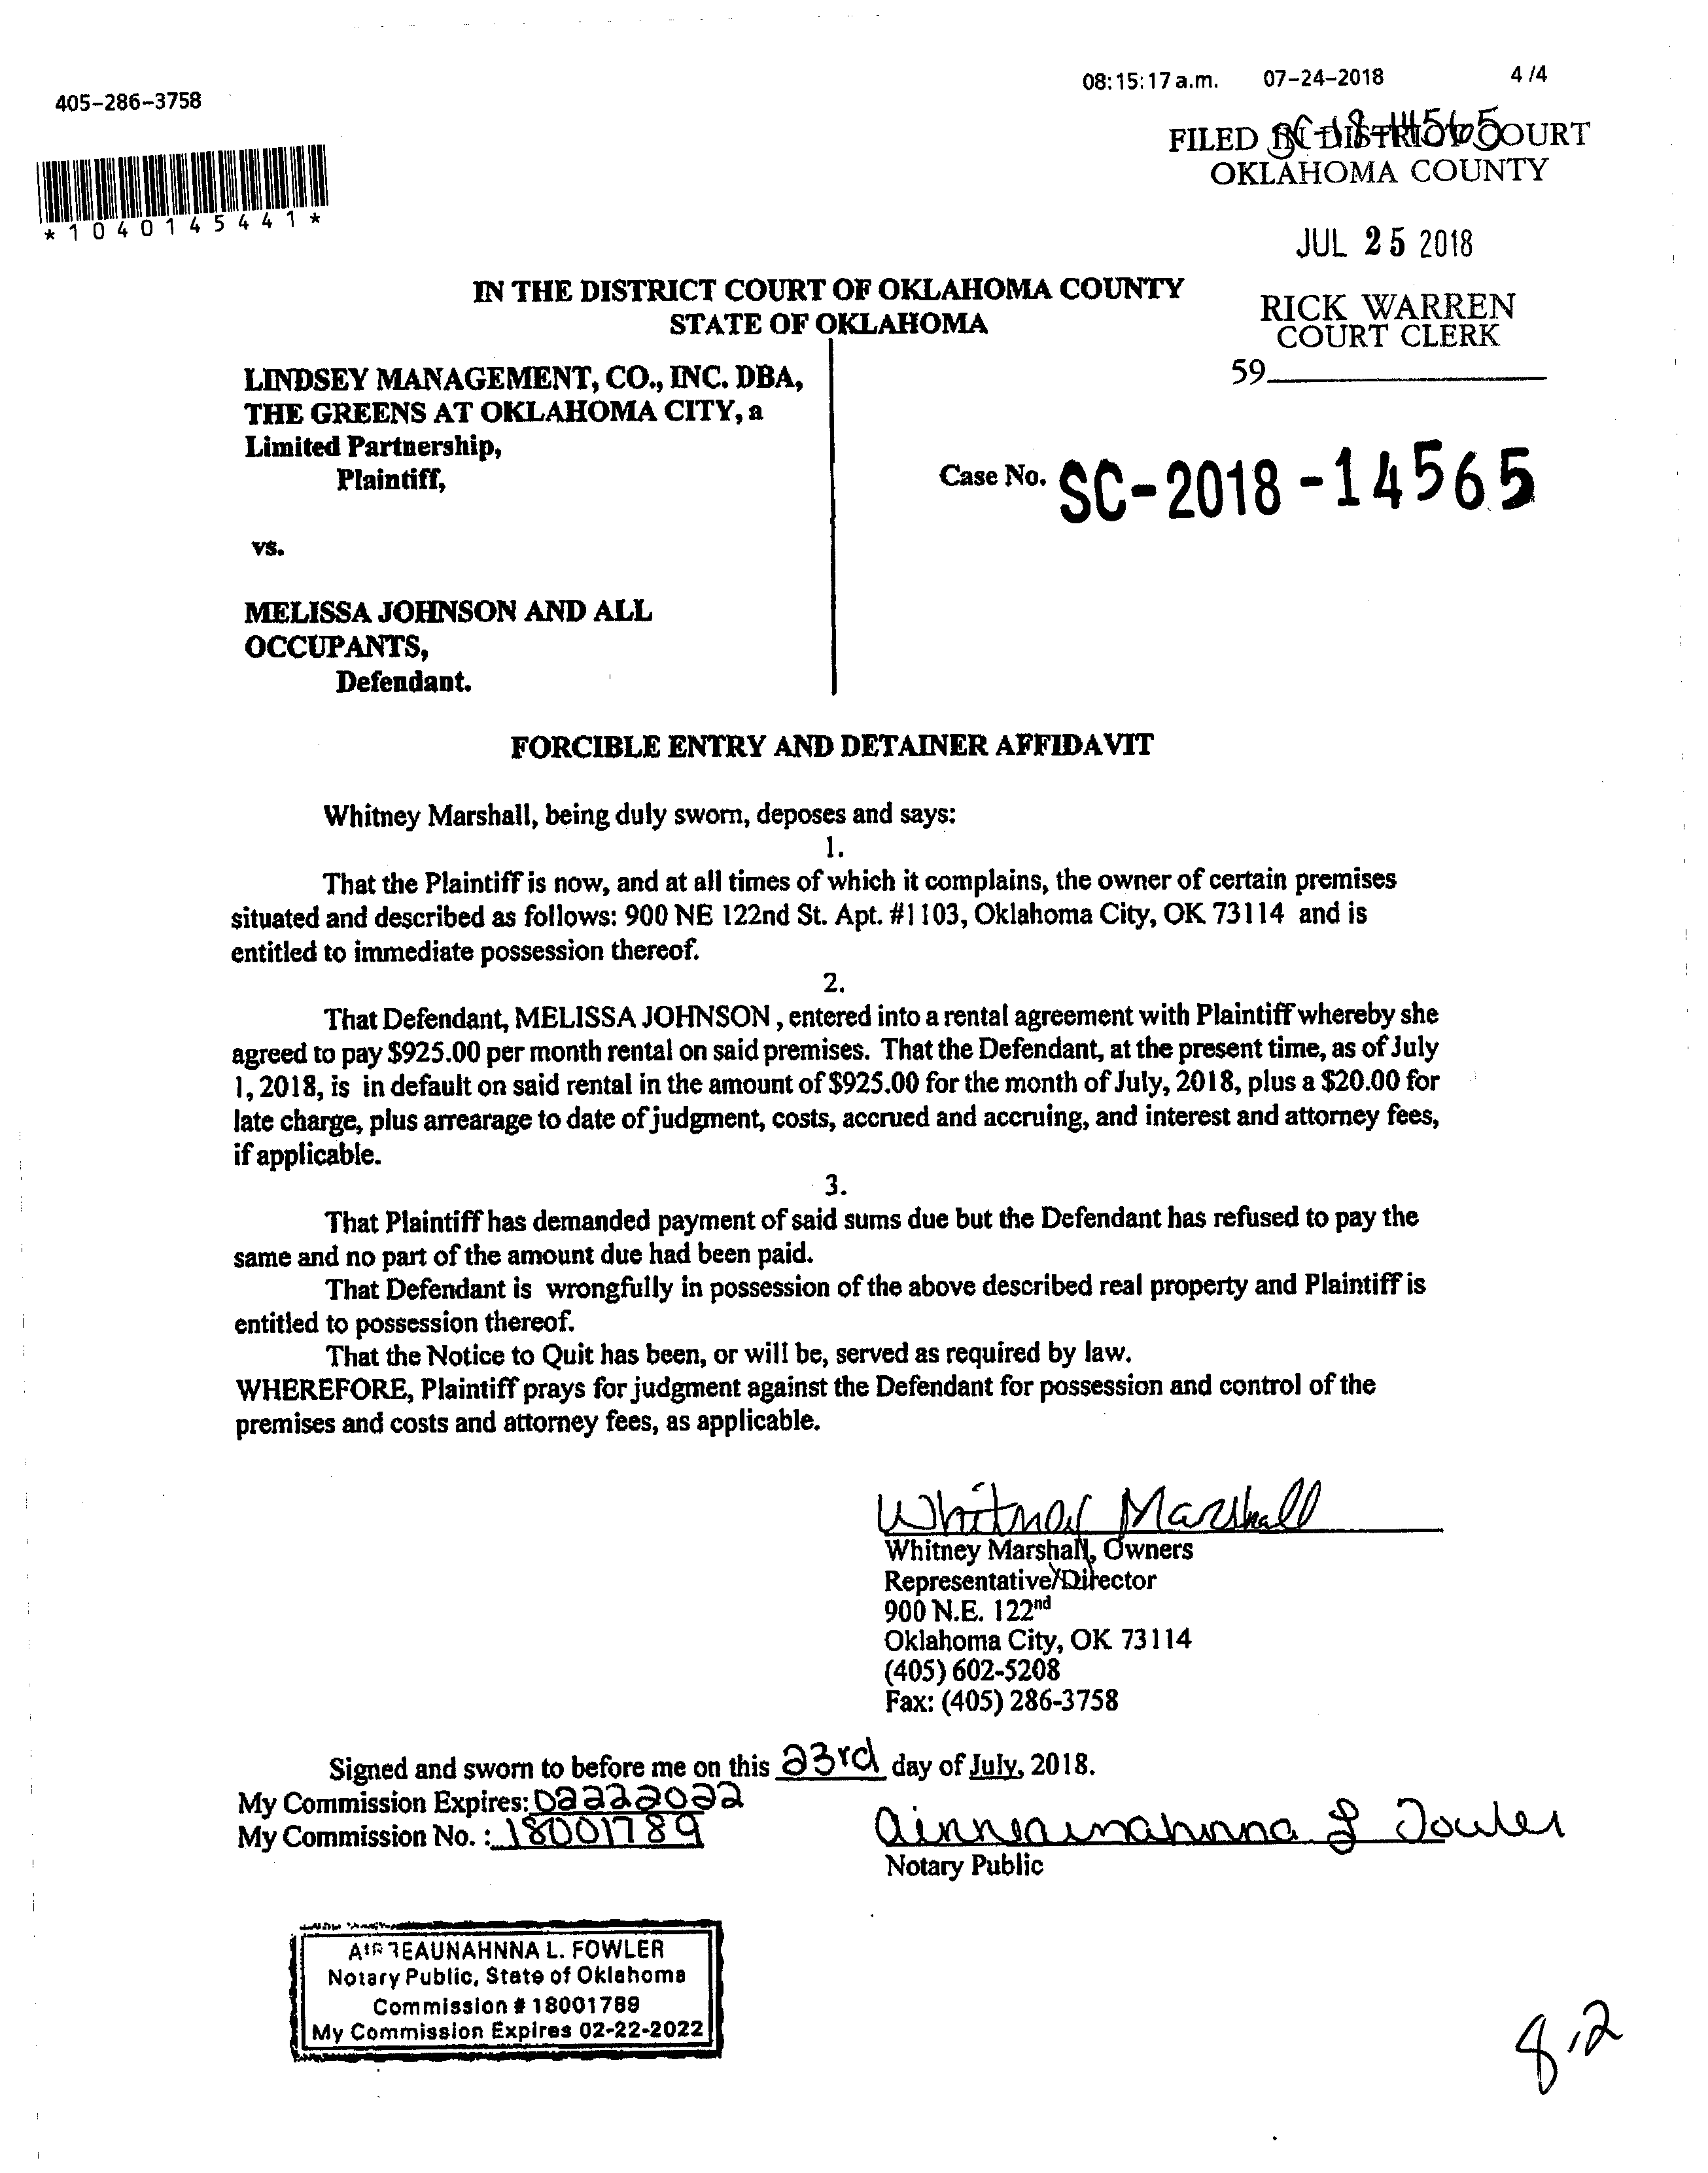 405-286-3758
08:15:17 a.m. 07-24-2018 4 /4
FILED IN DISTRICT COURT
OKLAHOMA COUNTY
*1040145441*
JUL 25 2018
RICK WARREN
COURT CLERK
59
IN THE DISTRICT COURT OF OKLAHOMA COUNTY
STATE OF OKLAHOMA
LINDSEY MANAGEMENT, CO., INC. DBA,
THE GREENS AT OKLAHOMA CITY, a
Limited Partnership,
Plaintiff,
Case No. SC-2018-14565
vs.
MELISSA JOHNSON AND ALL
OCCUPANTS,
Defendant.
FORCIBLE ENTRY AND DETAINER AFFIDAVIT
Whitney Marshall, being duly sworn, deposes and says:
1.
That the Plaintiff is now, and at all times of which it complains, the owner of certain premises
situated and described as follows: 900 NE 122nd St. Apt. #1103, Oklahoma City, OK 73114 and is
entitled to immediate possession thereof.
2.
That Defendant, MELISSA JOHNSON , entered into a rental agreement with Plaintiff whereby she
agreed to pay $925.00 per month rental on said premises. That the Defendant, at the present time, as of July
1, 2018, is in default on said rental in the amount of $925.00 for the month of July, 2018, plus a $20.00 for
late charge, plus arrearage to date of judgment, costs, accrued and accruing, and interest and attorney fees,
if applicable.
3.
That Plaintiff has demanded payment of said sums due but the Defendant has refused to pay the
same and no part of the amount due had been paid.
That Defendant is wrongfully in possession of the above described real property and Plaintiff is
entitled to possession thereof.
That the Notice to Quit has been, or will be, served as required by law.
WHEREFORE, Plaintiff prays for judgment against the Defendant for possession and control of the
premises and costs and attorney fees, as applicable.
Whitney Marshall
Whitney Marshall, Owners
Representative/Director
900 N.E. 122nd
Oklahoma City, OK 73114
(405) 602-5208
Fax: (405) 286-3758
Signed and sworn to before me on this 23rd day of July, 2018.
My Commission Expires: 02222022
My Commission No. : 18001789
Notary Public
L. FOWLER
Notary Public, State of Oklahoma
Commission # 18001789
My Commission Expires 02-22-2022
8.2